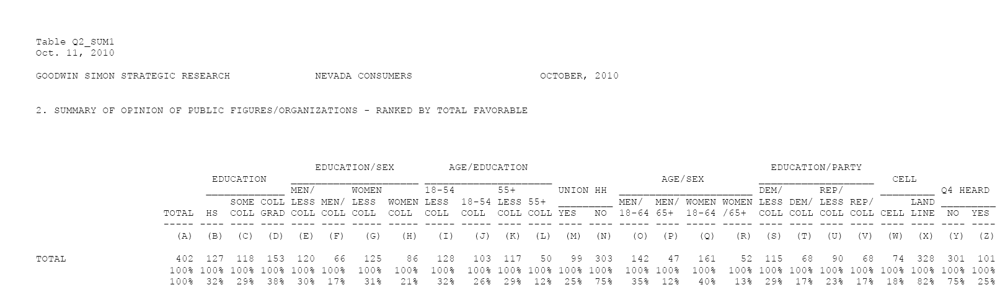 Table Q2_SUM1
Oct. 11, 2010
GOODWIN SIMON STRATEGIC RESEARCH NEVADA CONSUMERS OCTOBER, 2010
2. SUMMARY OF OPINION OF PUBLIC FIGURES/ORGANIZATIONS - RANKED BY TOTAL FAVORABLE
EDUCATION/SEX AGE/EDUCATION EDUCATION/PARTY
EDUCATION AGE/SEX CELL
MEN/ WOMEN 18-54 55+ UNION HH DEM/ REP/ Q4 HEARD
SOME COLL LESS MEN/ LESS WOMEN LESS 18-54 LESS 55+ MEN/ MEN/ WOMEN WOMEN LESS DEM/ LESS REP/ LAND
TOTAL HS COLL GRAD COLL COLL COLL COLL COLL COLL COLL COLL YES NO 18-64 65+ 18-64 /65+ COLL COLL COLL COLL CELL LINE NO YES
----- ---- ---- ---- ---- ---- ----- ----- ----- ----- ---- ---- ---- ---- ----- ---- ----- ----- ---- ---- ---- ---- ---- ---- ---- ----
(A) (B) (C) (D) (E) (F) (G) (H) (I) (J) (K) (L) (M) (N) (O) (P) (Q) (R) (S) (T) (U) (V) (W) (X) (Y) (Z)
TOTAL 402 127 118 153 120 66 125 86 128 103 117 50 99 303 142 47 161 52 115 68 90 68 74 328 301 101
100% 100% 100% 100% 100% 100% 100% 100% 100% 100% 100% 100% 100% 100% 100% 100% 100% 100% 100% 100% 100% 100% 100% 100% 100% 100%
100% 32% 29% 38% 30% 17% 31% 21% 32% 26% 29% 12% 25% 75% 35% 12% 40% 13% 29% 17% 23% 17% 18% 82% 75% 25%